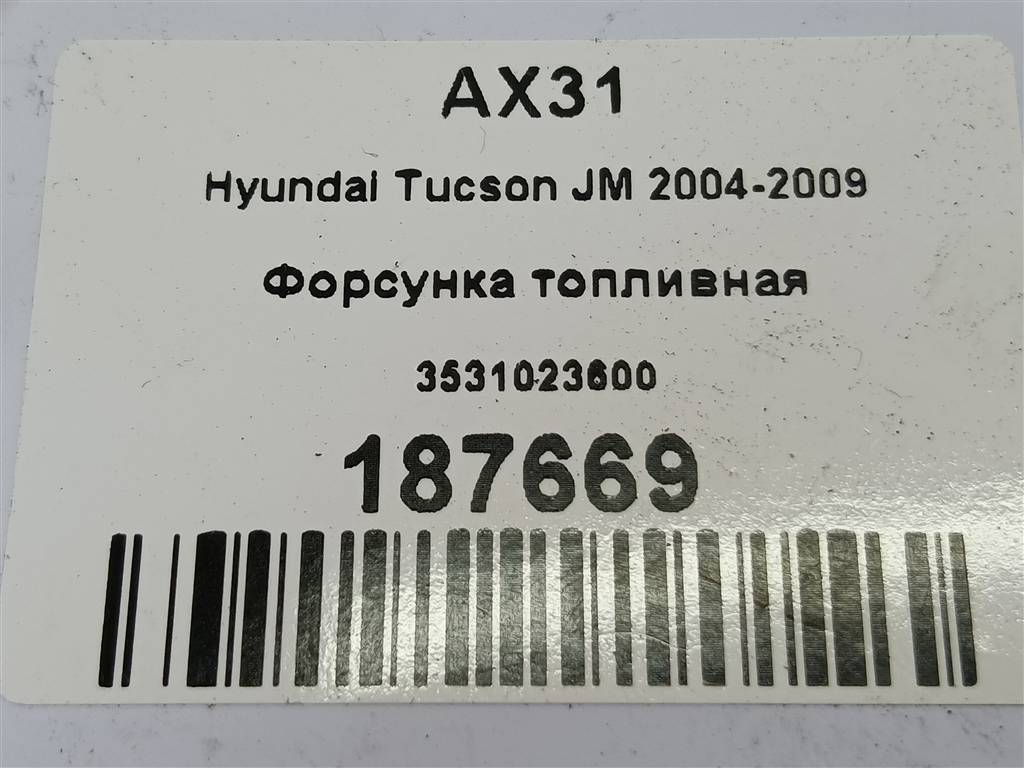 AX31
Hyundai Tucson JM 2004-2009
Форсунка топливная
3531023600
187669